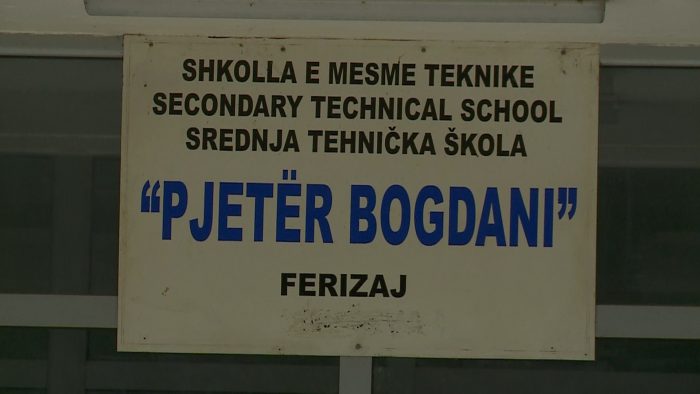 SHKOLLA E MESME TEKNIKE
SECONDARY TECHNICAL SCHOOL
SREDNJA TEHNIČKA ŠKOLA
“PJETËR BOGDANI”
FERIZAJ